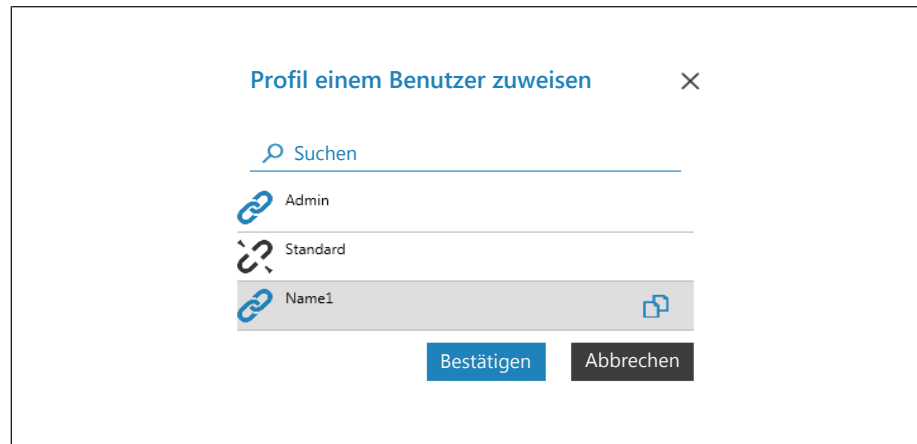 Profil einem Benutzer zuweisen
Suchen
Admin
Standard
Name1
Bestätigen
Abbrechen